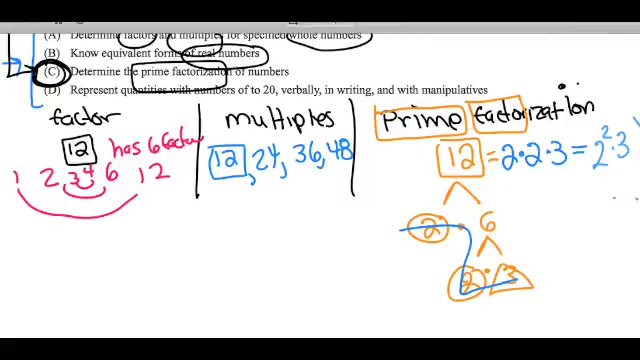 (A) Determine factors and multiples for specified whole numbers
(B) Know equivalent forms of real numbers
(C) Determine the prime factorization of numbers
(D) Represent quantities with numbers of to 20, verbally, in writing, and with manipulatives
factor
12 has 6 factors
1 2 3 4 6 12
multiples
12, 24, 36, 48
Prime factorization
12 = 2·2·3 = 2²·3
2 · 6
2 · 3